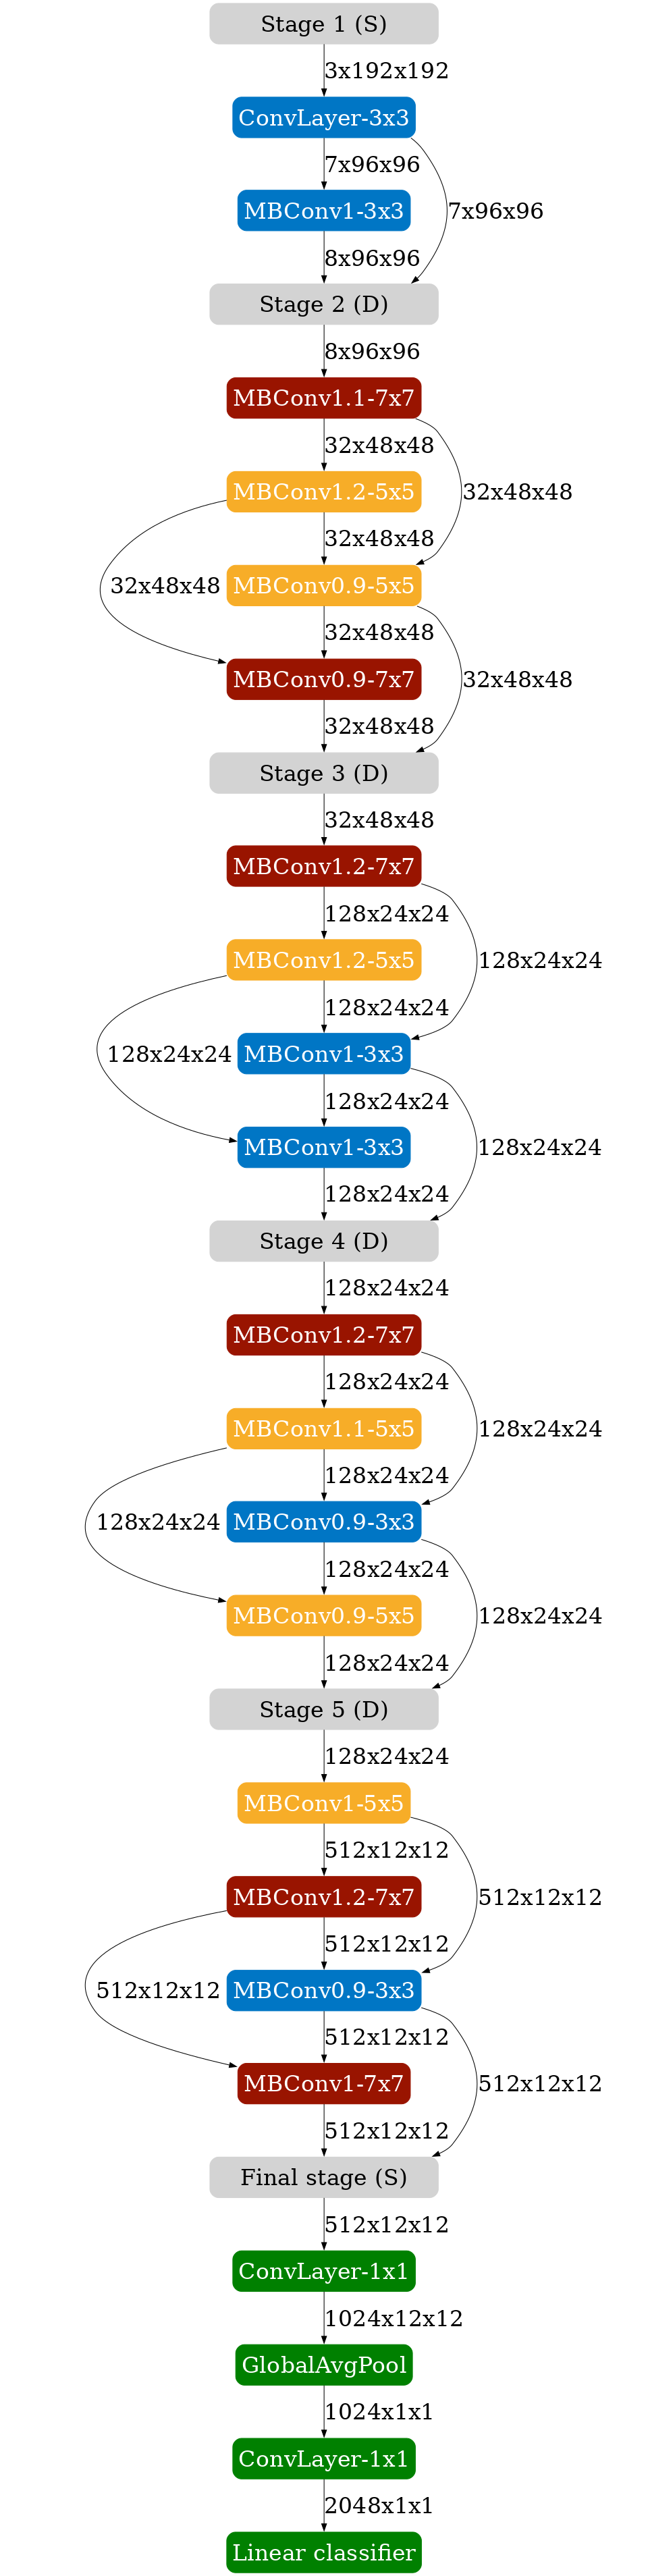 Stage 1 (S)
3x192x192
ConvLayer-3x3
7x96x96
MBConv1-3x3
7x96x96
8x96x96
Stage 2 (D)
8x96x96
MBConv1.1-7x7
32x48x48
MBConv1.2-5x5
32x48x48
32x48x48
32x48x48
MBConv0.9-5x5
32x48x48
MBConv0.9-7x7
32x48x48
32x48x48
Stage 3 (D)
32x48x48
MBConv1.2-7x7
128x24x24
MBConv1.2-5x5
128x24x24
128x24x24
128x24x24
MBConv1-3x3
128x24x24
MBConv1-3x3
128x24x24
128x24x24
Stage 4 (D)
128x24x24
MBConv1.2-7x7
128x24x24
MBConv1.1-5x5
128x24x24
128x24x24
128x24x24
MBConv0.9-3x3
128x24x24
MBConv0.9-5x5
128x24x24
128x24x24
Stage 5 (D)
128x24x24
MBConv1-5x5
512x12x12
MBConv1.2-7x7
512x12x12
512x12x12
512x12x12
MBConv0.9-3x3
512x12x12
MBConv1-7x7
512x12x12
512x12x12
Final stage (S)
512x12x12
ConvLayer-1x1
1024x12x12
GlobalAvgPool
1024x1x1
ConvLayer-1x1
2048x1x1
Linear classifier